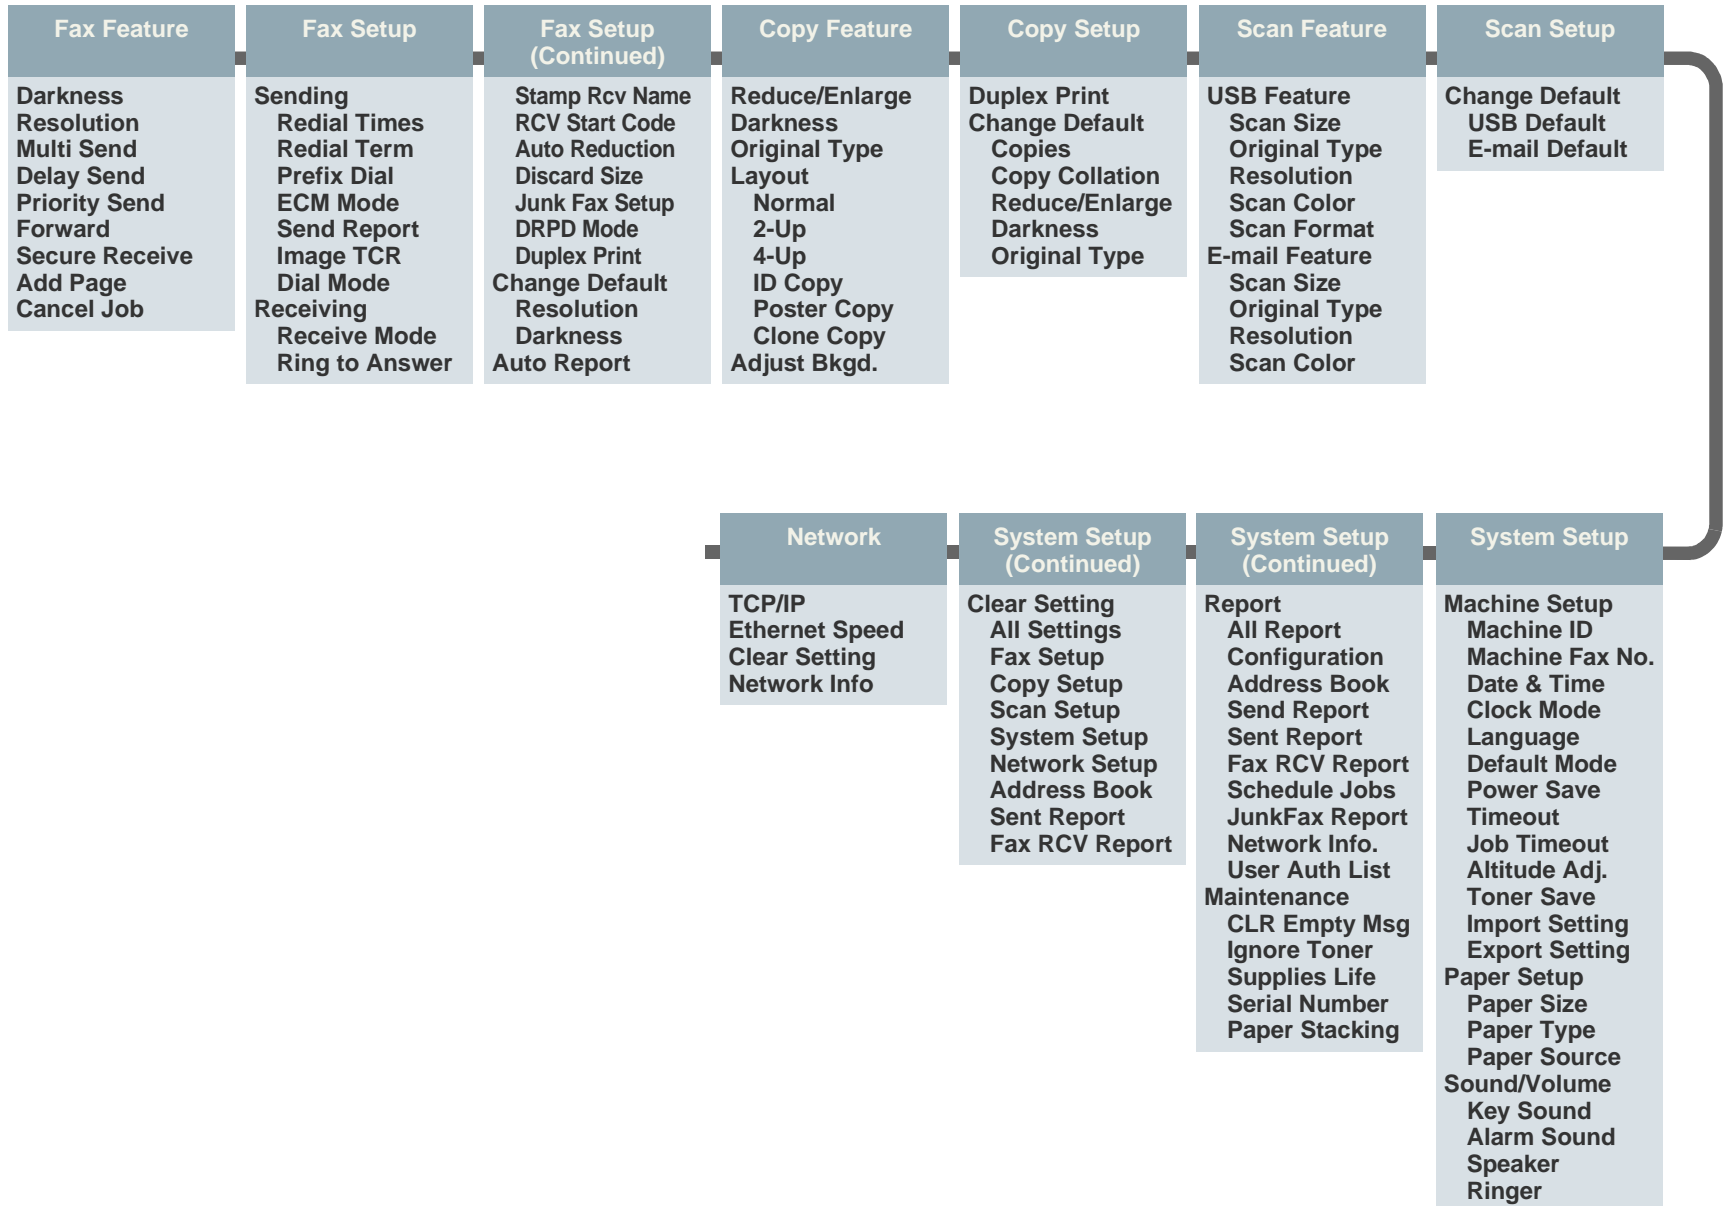 Fax Feature
Darkness
Resolution
Multi Send
Delay Send
Priority Send
Forward
Secure Receive
Add Page
Cancel Job
Fax Setup
Sending
Redial Times
Redial Term
Prefix Dial
ECM Mode
Send Report
Image TCR
Dial Mode
Receiving
Receive Mode
Ring to Answer
Fax Setup
(Continued)
Stamp Rcv Name
RCV Start Code
Auto Reduction
Discard Size
Junk Fax Setup
DRPD Mode
Duplex Print
Change Default
Resolution
Darkness
Auto Report
Copy Feature
Reduce/Enlarge
Darkness
Original Type
Layout
Normal
2-Up
4-Up
ID Copy
Poster Copy
Clone Copy
Adjust Bkgd.
Copy Setup
Duplex Print
Change Default
Copies
Copy Collation
Reduce/Enlarge
Darkness
Original Type
Scan Feature
USB Feature
Scan Size
Original Type
Resolution
Scan Color
Scan Format
E-mail Feature
Scan Size
Original Type
Resolution
Scan Color
Scan Setup
Change Default
USB Default
E-mail Default
Network
TCP/IP
Ethernet Speed
Clear Setting
Network Info
System Setup
(Continued)
Clear Setting
All Settings
Fax Setup
Copy Setup
Scan Setup
System Setup
Network Setup
Address Book
Sent Report
Fax RCV Report
System Setup
(Continued)
Report
All Report
Configuration
Address Book
Send Report
Sent Report
Fax RCV Report
Schedule Jobs
JunkFax Report
Network Info.
User Auth List
Maintenance
CLR Empty Msg
Ignore Toner
Supplies Life
Serial Number
Paper Stacking
System Setup
Machine Setup
Machine ID
Machine Fax No.
Date & Time
Clock Mode
Language
Default Mode
Power Save
Timeout
Job Timeout
Altitude Adj.
Toner Save
Import Setting
Export Setting
Paper Setup
Paper Size
Paper Type
Paper Source
Sound/Volume
Key Sound
Alarm Sound
Speaker
Ringer